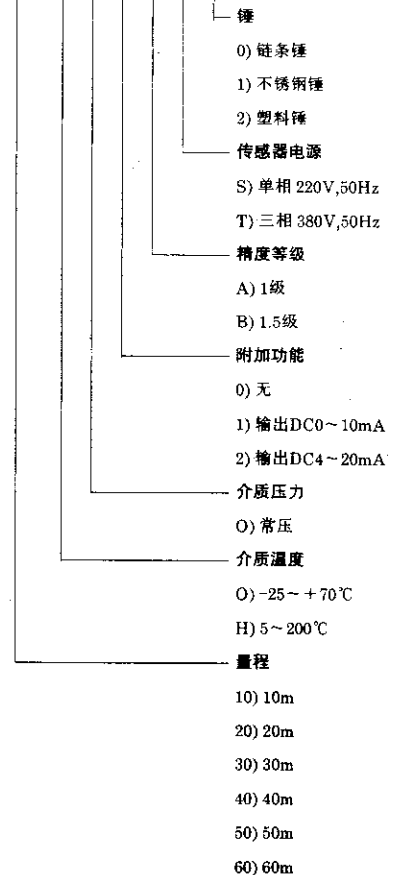 锤
0) 链条锤
1) 不锈钢锤
2) 塑料锤
传感器电源
S) 单相 220V,50Hz
T) 三相 380V,50Hz
精度等级
A) 1级
B) 1.5级
附加功能
0) 无
1) 输出DC0~10mA
2) 输出DC4~20mA
介质压力
O) 常压
介质温度
O) -25~+70℃
H) 5~200℃
量程
10) 10m
20) 20m
30) 30m
40) 40m
50) 50m
60) 60m